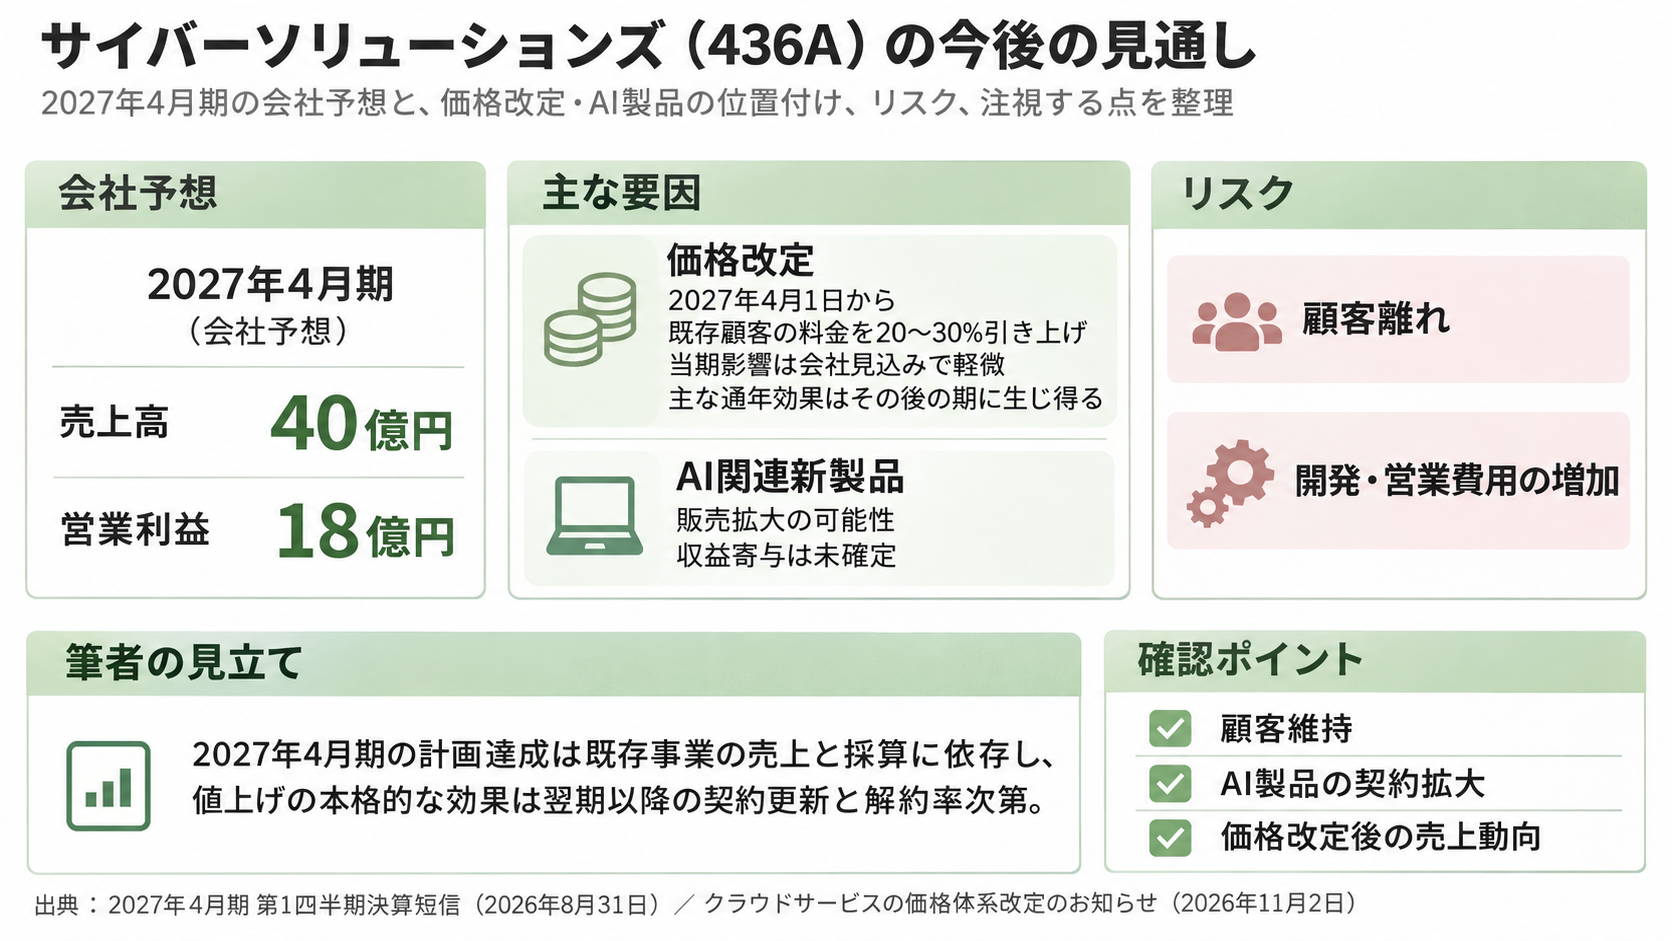 サイバーソリューションズ（436A）の今後の見通し
2027年4月期の会社予想と、価格改定・AI製品の位置付け、リスク、注視する点を整理
会社予想
2027年4月期
（会社予想）
売上高 40億円
営業利益 18億円
主な要因
価格改定
2027年4月1日から
既存顧客の料金を20～30%引き上げ
当期影響は会社見込みで軽微
主な通年効果はその後の期に生じ得る
AI関連新製品
販売拡大の可能性
収益寄与は未確定
リスク
顧客離れ
開発・営業費用の増加
筆者の見立て
2027年4月期の計画達成は既存事業の売上と採算に依存し、
値上げの本格的な効果は翌期以降の契約更新と解約率次第。
確認ポイント
顧客維持
AI製品の契約拡大
価格改定後の売上動向
出典：2027年4月期 第1四半期決算短信（2026年8月31日）／クラウドサービスの価格体系改定のお知らせ（2026年11月2日）